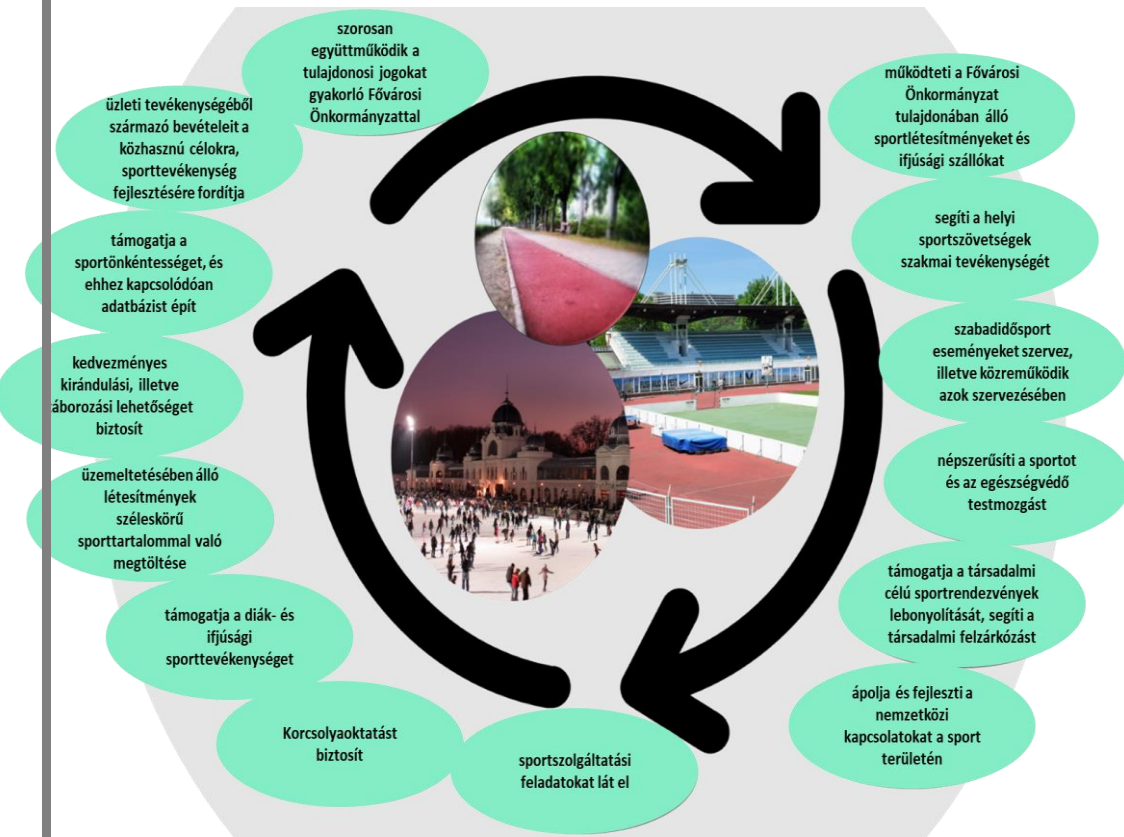 szorosan
együttműködik a
tulajdonosi jogokat
gyakorló Fővárosi
Önkormányzattal
működteti a Fővárosi
Önkormányzat
tulajdonában álló
sportlétesítményeket és
ifjúsági szállókat
segíti a helyi
sportszövetségek
szakmai tevékenységét
szabadidősport
eseményeket szervez,
illetve közreműködik
azok szervezésében
népszerűsíti a sportot
és az egészségvédő
testmozgást
támogatja a társadalmi
célú sportrendezvények
lebonyolítását, segíti a
társadalmi felzárkózást
ápolja és fejleszti a
nemzetközi
kapcsolatokat a sport
területén
sportszolgáltatási
feladatokat lát el
Korcsolyaoktatást
biztosít
támogatja a diák- és
ifjúsági
sporttevékenységet
üzemeltetésében álló
létesítmények
széleskörű
sporttartalommal való
megtöltése
kedvezményes
kirándulási, illetve
áborozási lehetőséget
biztosít
támogatja a
sportönkéntességet, és
ehhez kapcsolódóan
adatbázist épít
üzleti tevékenységéből
származó bevételeit a
közhasznú célokra,
sporttevékenység
fejlesztésére fordítja